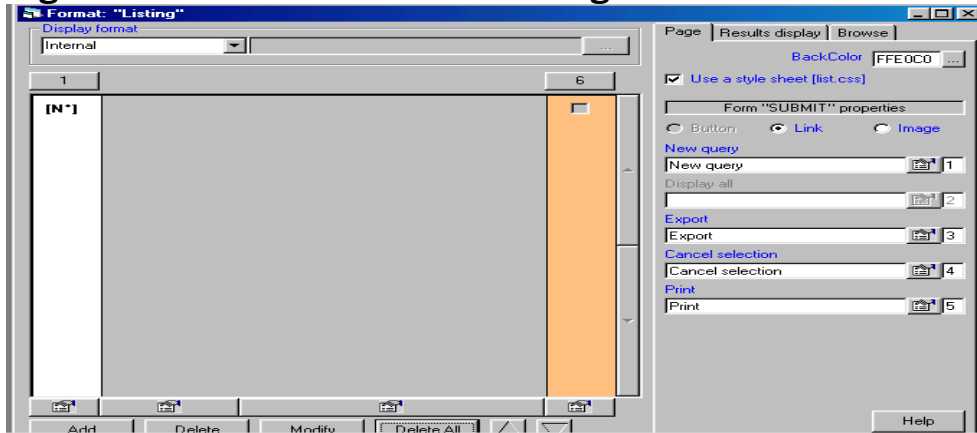 Format: "Listing"
Display format
Internal
...
1
6
[N°]
Add
Delete
Modify
Delete All
Page
Results display
Browse
BackColor
FFE0C0
...
Use a style sheet [list.css]
Form "SUBMIT" properties
Button
Link
Image
New query
New query
1
Display all
2
Export
Export
3
Cancel selection
Cancel selection
4
Print
Print
5
Help